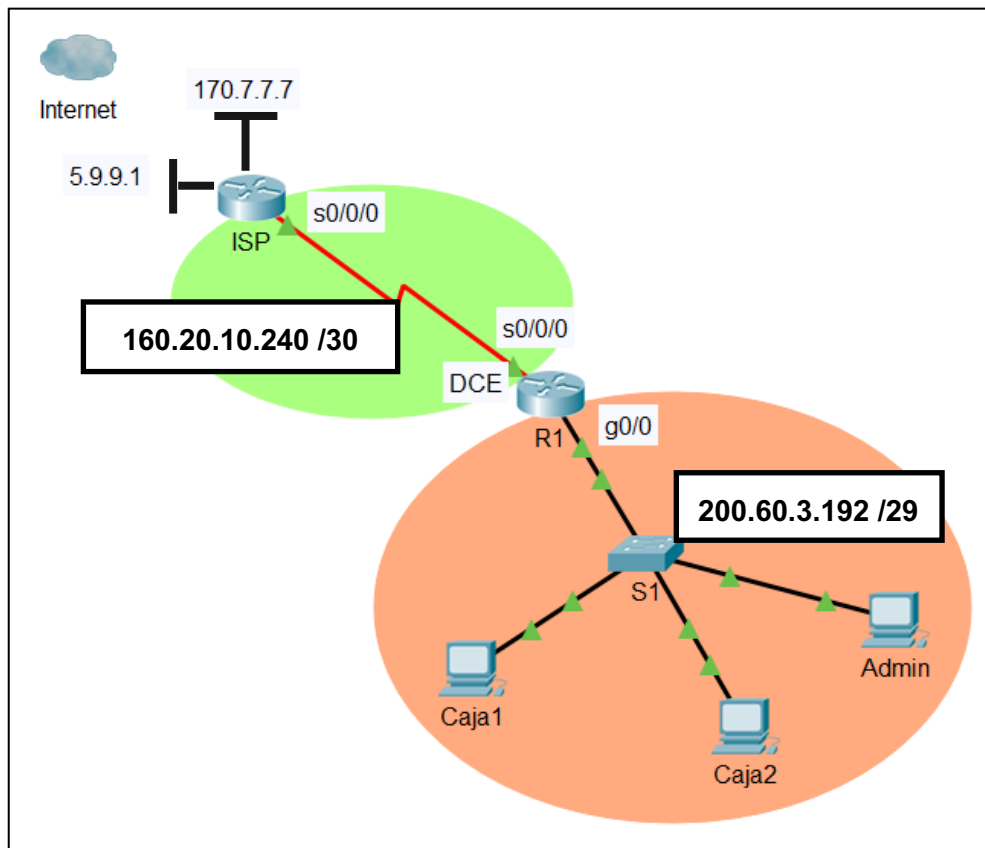 Internet
170.7.7.7
5.9.9.1
s0/0/0
ISP
160.20.10.240 /30
s0/0/0
DCE
R1
g0/0
200.60.3.192 /29
S1
Admin
Caja1
Caja2